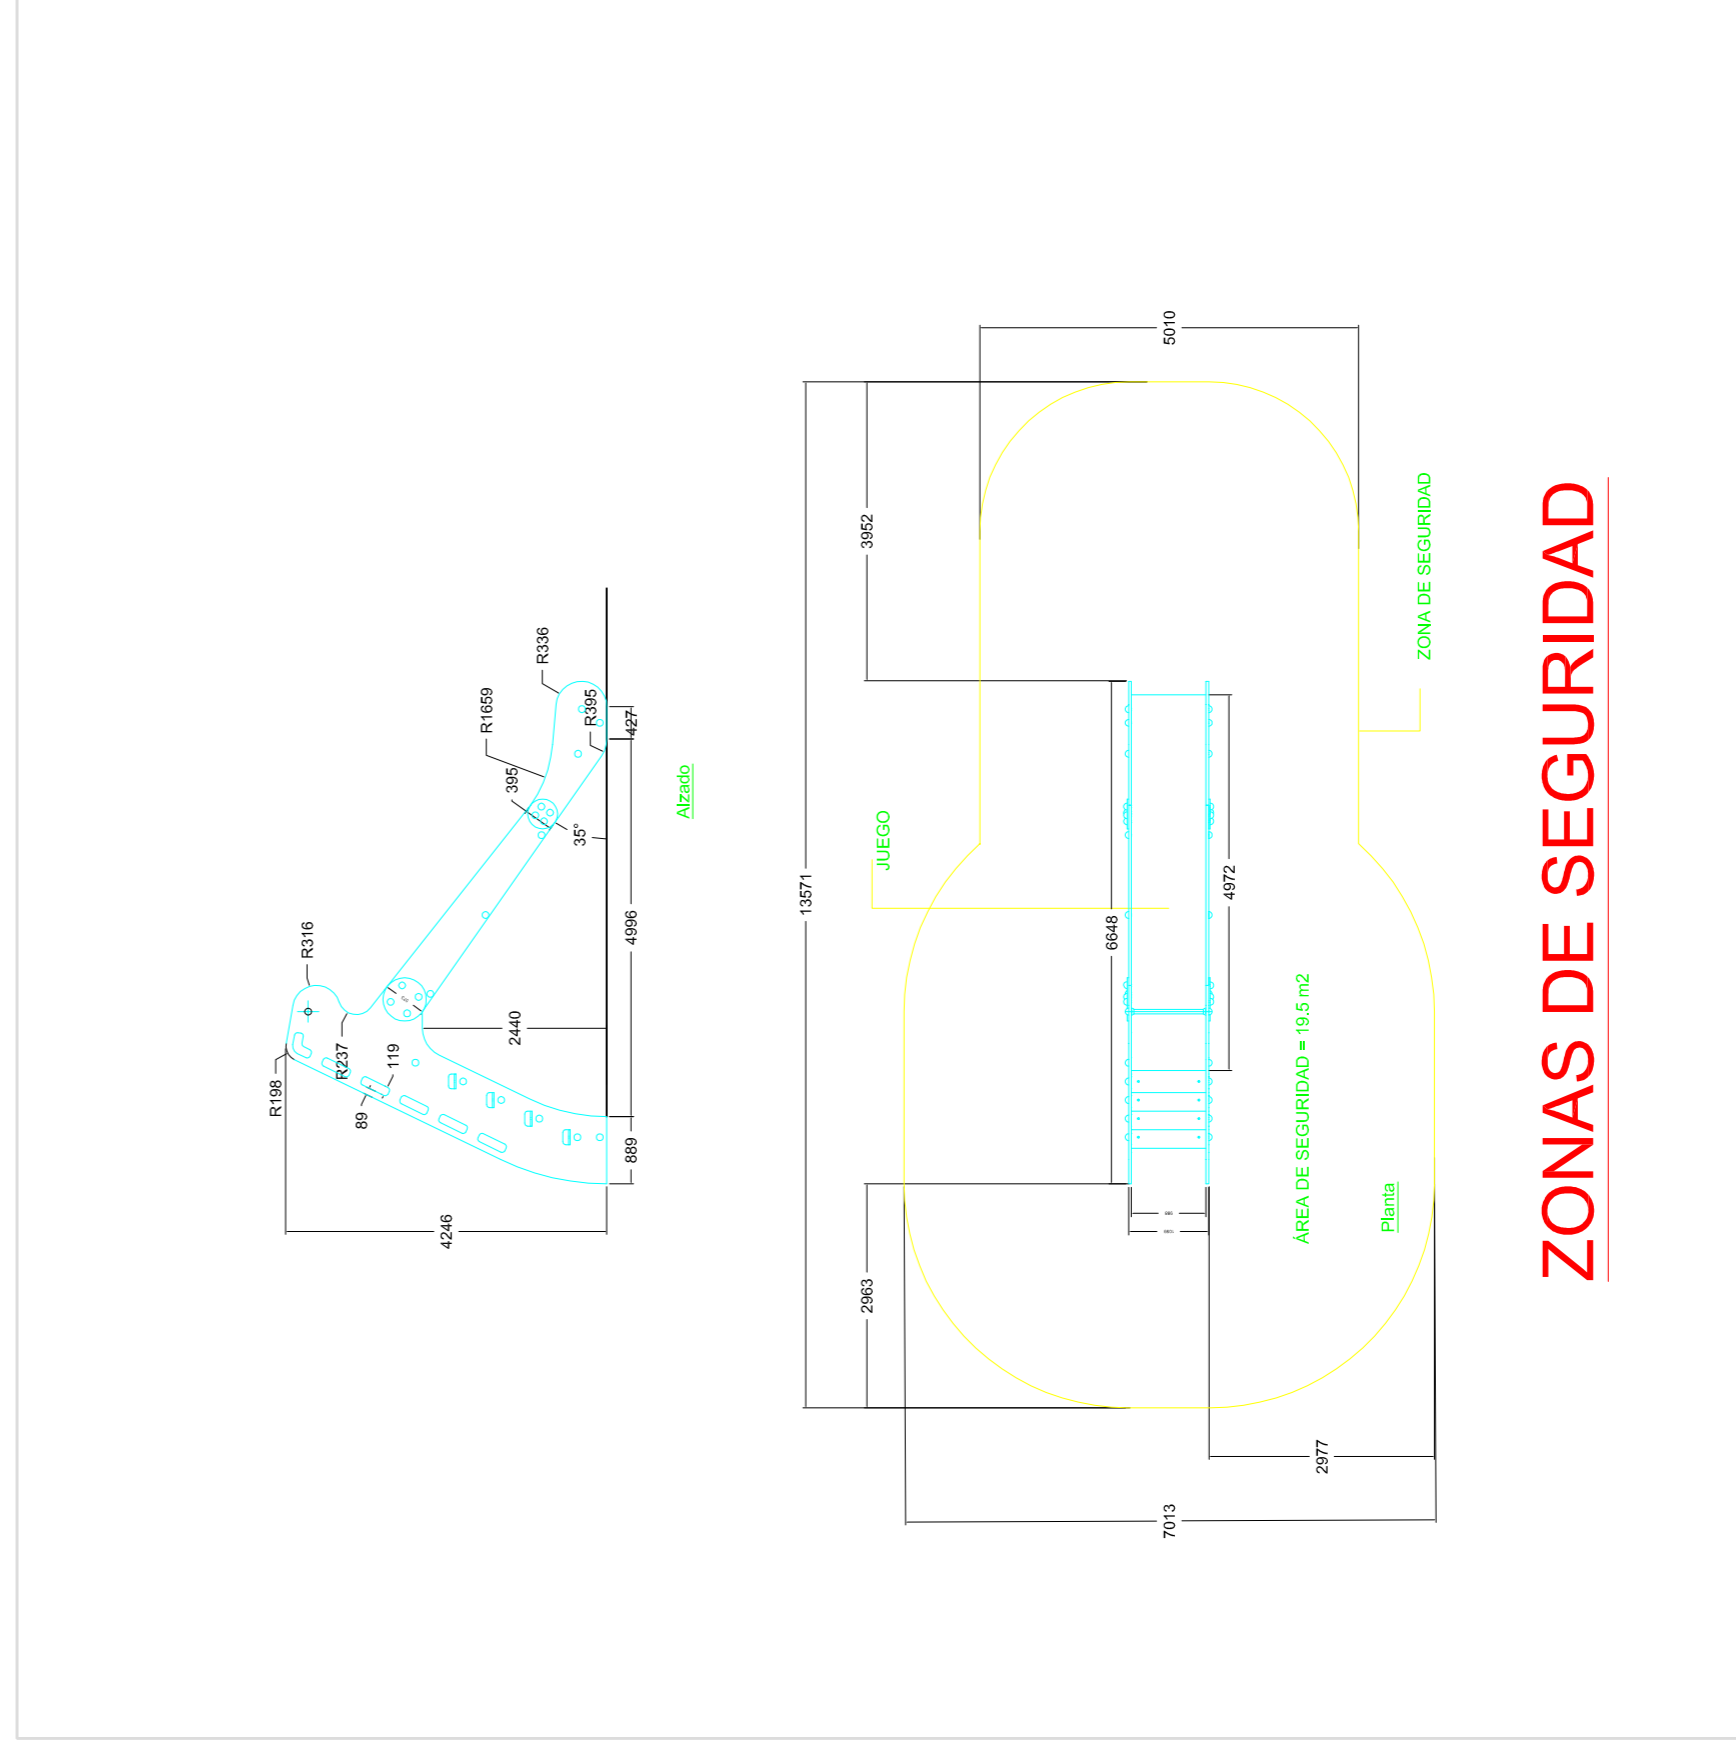 R198
R316
R237
119
89
2440
4246
R336
R1659
395
R395
427
35°
4996
889
Alzado
5010
3952
13571
JUEGO
6648
4972
2963
2977
7013
ÁREA DE SEGURIDAD = 19.5 m2
Planta
ZONA DE SEGURIDAD
ZONAS DE SEGURIDAD